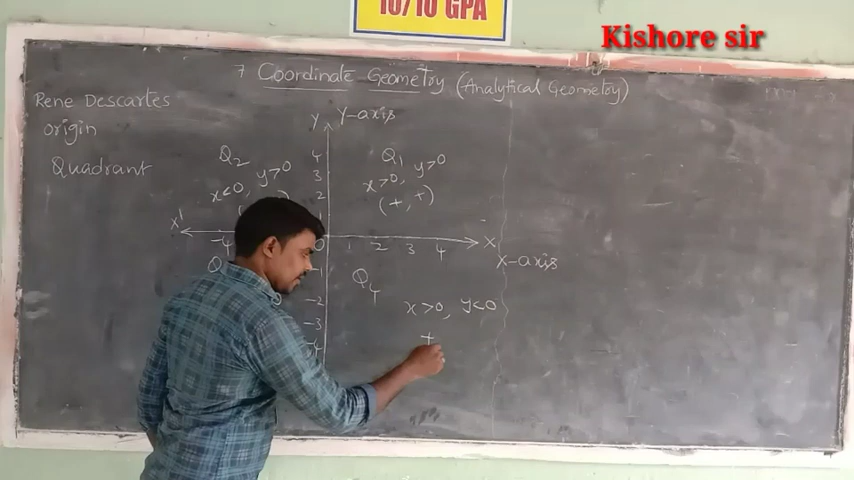 10/10 GPA
Kishore sir
7 Coordinate Geometry (Analytical Geometry)
Rene Descartes
origin
Quadrant
Y Y-axis
4
3
2
Q2
x<0, y>0
Q1
x>0, y>0
(+,+)
X' -4 0 1 2 3 4 X
X-axis
Q4
x>0, y<0
+
-2
-3
-4